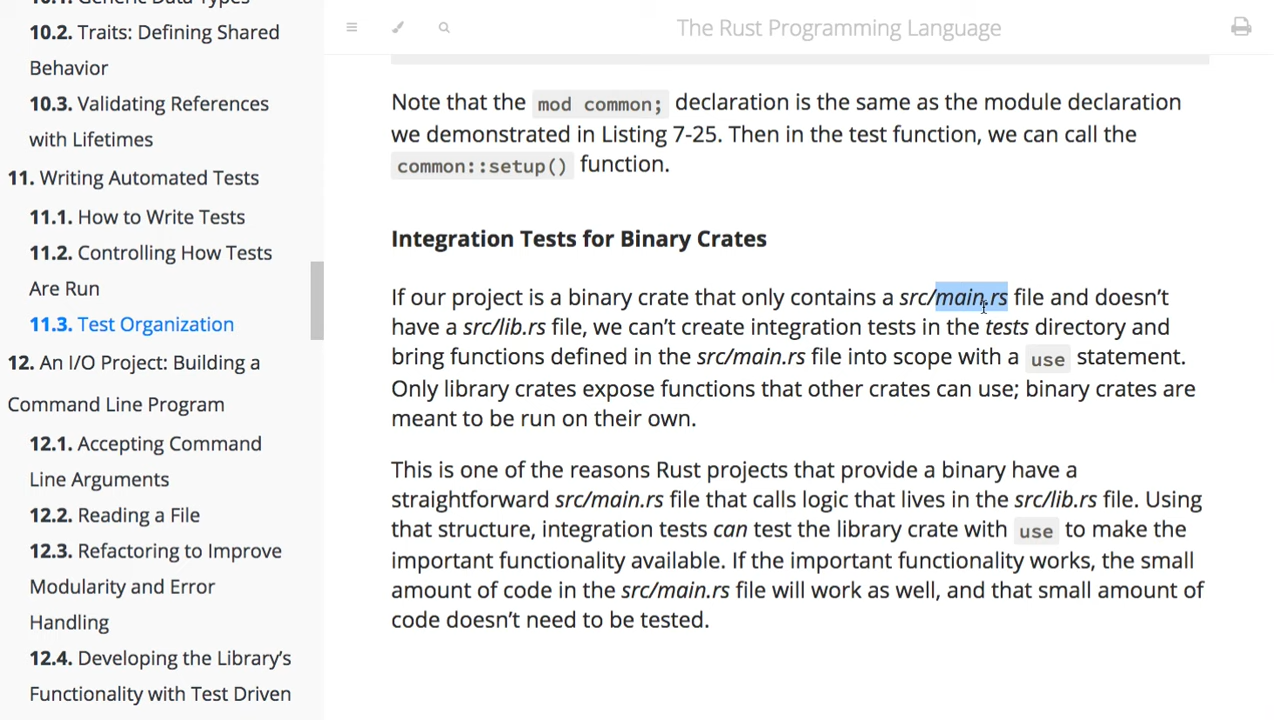 10.2. Traits: Defining Shared
Behavior
10.3. Validating References
with Lifetimes
11. Writing Automated Tests
11.1. How to Write Tests
11.2. Controlling How Tests
Are Run
11.3. Test Organization
12. An I/O Project: Building a
Command Line Program
12.1. Accepting Command
Line Arguments
12.2. Reading a File
12.3. Refactoring to Improve
Modularity and Error
Handling
12.4. Developing the Library’s
Functionality with Test Driven
The Rust Programming Language
Note that the mod common; declaration is the same as the module declaration
we demonstrated in Listing 7-25. Then in the test function, we can call the
common::setup() function.
Integration Tests for Binary Crates
If our project is a binary crate that only contains a src/main.rs file and doesn’t
have a src/lib.rs file, we can’t create integration tests in the tests directory and
bring functions defined in the src/main.rs file into scope with a use statement.
Only library crates expose functions that other crates can use; binary crates are
meant to be run on their own.
This is one of the reasons Rust projects that provide a binary have a
straightforward src/main.rs file that calls logic that lives in the src/lib.rs file. Using
that structure, integration tests can test the library crate with use to make the
important functionality available. If the important functionality works, the small
amount of code in the src/main.rs file will work as well, and that small amount of
code doesn’t need to be tested.